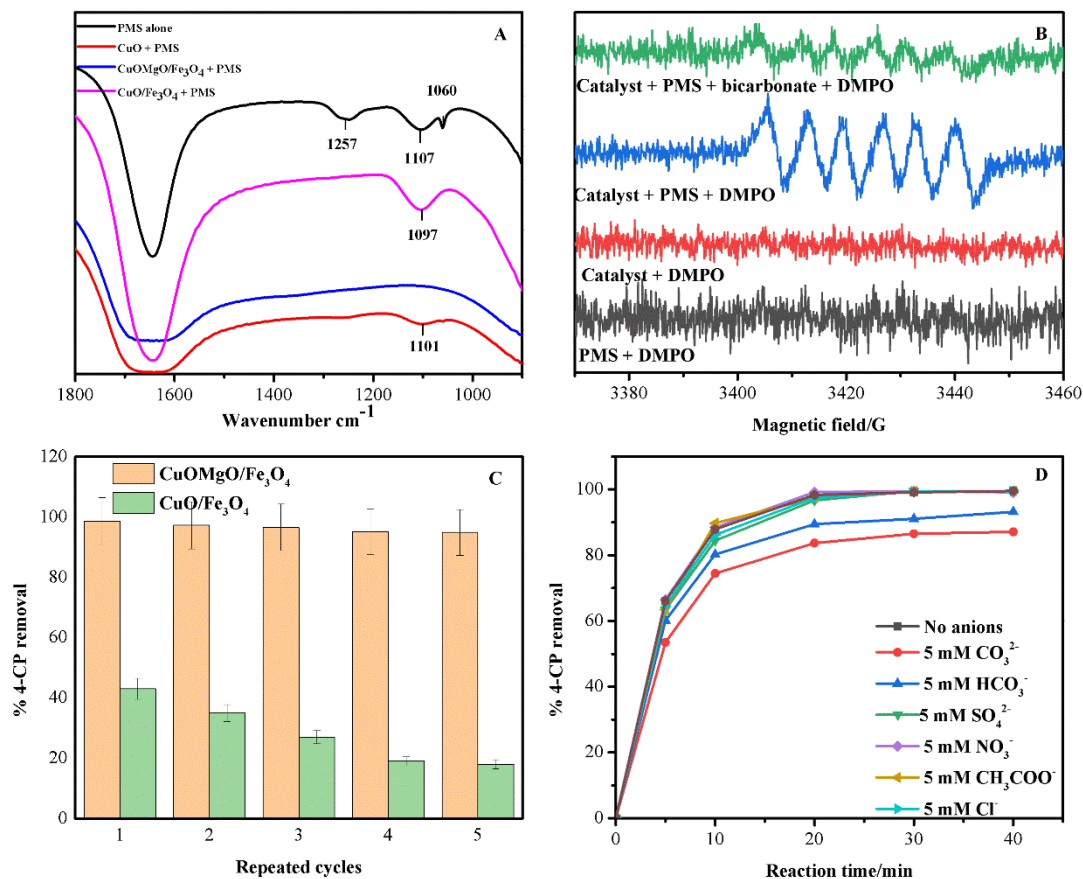 A
PMS alone
CuO + PMS
CuOMgO/Fe₃O₄ + PMS
CuO/Fe₃O₄ + PMS
1060
1257
1107
1097
1101
1800
1600
1400
1200
1000
Wavenumber cm⁻¹
B
Catalyst + PMS + bicarbonate + DMPO
Catalyst + PMS + DMPO
Catalyst + DMPO
PMS + DMPO
3380
3400
3420
3440
3460
Magnetic field/G
C
CuOMgO/Fe₃O₄
CuO/Fe₃O₄
120
100
80
60
40
20
0
% 4-CP removal
1
2
3
4
5
Repeated cycles
D
100
80
60
40
20
0
% 4-CP removal
No anions
5 mM CO₃²⁻
5 mM HCO₃⁻
5 mM SO₄²⁻
5 mM NO₃⁻
5 mM CH₃COO⁻
5 mM Cl⁻
0
10
20
30
40
Reaction time/min